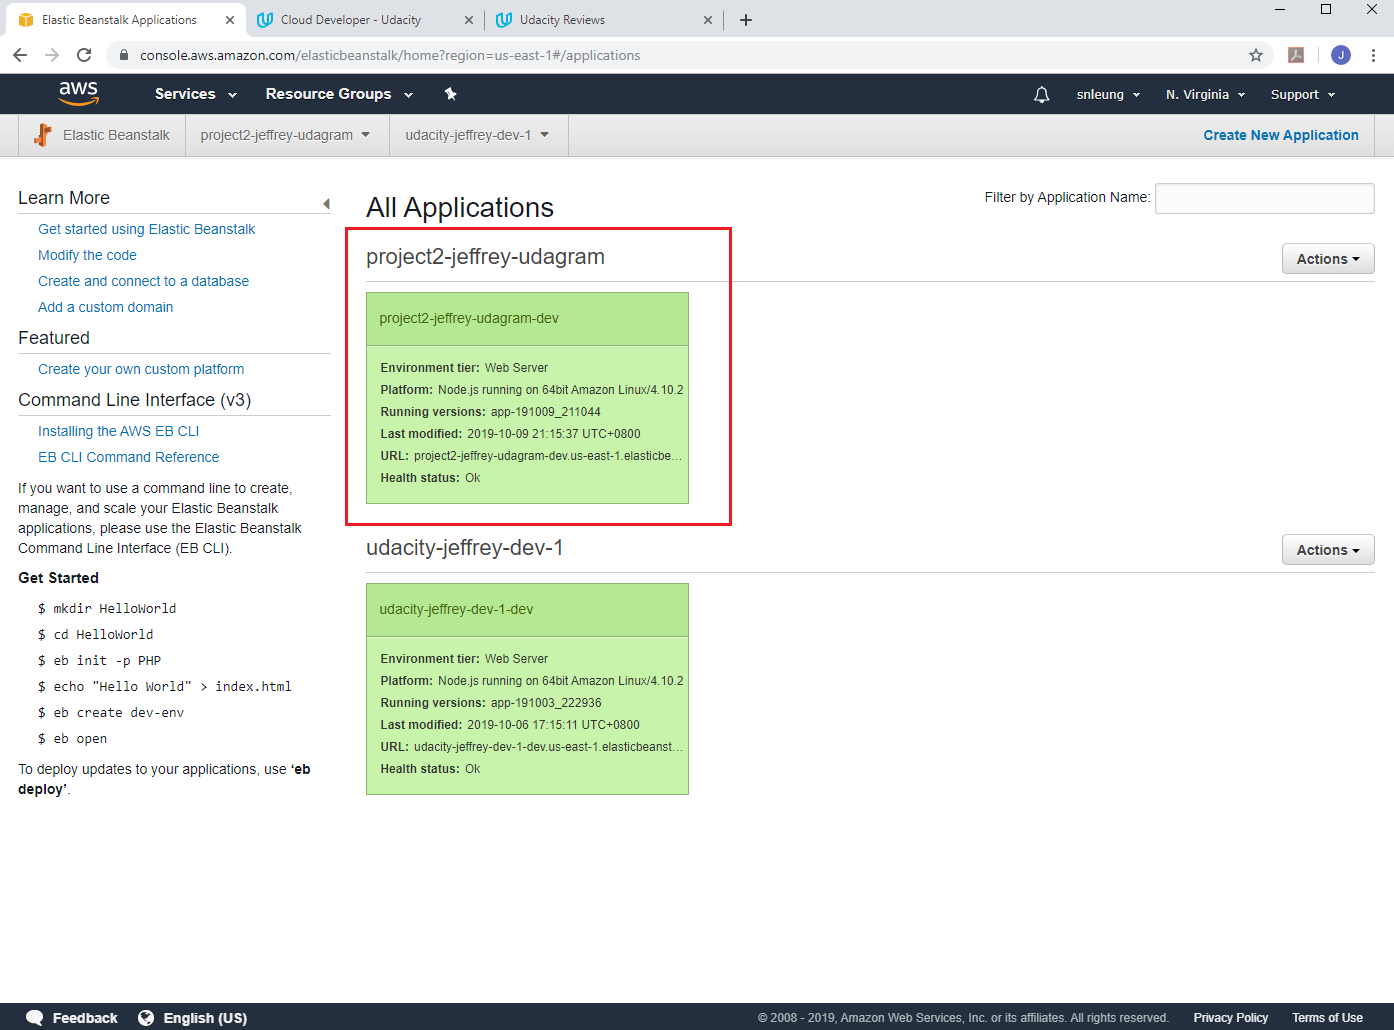 Elastic Beanstalk Applications
Cloud Developer - Udacity
Udacity Reviews
console.aws.amazon.com/elasticbeanstalk/home?region=us-east-1#/applications
J
aws
Services
Resource Groups
snleung
N. Virginia
Support
Elastic Beanstalk
project2-jeffrey-udagram
udacity-jeffrey-dev-1
Create New Application
Learn More
Get started using Elastic Beanstalk
Modify the code
Create and connect to a database
Add a custom domain
Featured
Create your own custom platform
Command Line Interface (v3)
Installing the AWS EB CLI
EB CLI Command Reference
If you want to use a command line to create,
manage, and scale your Elastic Beanstalk
applications, please use the Elastic Beanstalk
Command Line Interface (EB CLI).
Get Started
$ mkdir HelloWorld
$ cd HelloWorld
$ eb init -p PHP
$ echo "Hello World" > index.html
$ eb create dev-env
$ eb open
To deploy updates to your applications, use ‘eb
deploy’.
All Applications
Filter by Application Name:
project2-jeffrey-udagram
Actions
project2-jeffrey-udagram-dev
Environment tier: Web Server
Platform: Node.js running on 64bit Amazon Linux/4.10.2
Running versions: app-191009_211044
Last modified: 2019-10-09 21:15:37 UTC+0800
URL: project2-jeffrey-udagram-dev.us-east-1.elasticbe...
Health status: Ok
udacity-jeffrey-dev-1
Actions
udacity-jeffrey-dev-1-dev
Environment tier: Web Server
Platform: Node.js running on 64bit Amazon Linux/4.10.2
Running versions: app-191003_222936
Last modified: 2019-10-06 17:15:11 UTC+0800
URL: udacity-jeffrey-dev-1-dev.us-east-1.elasticbeanst...
Health status: Ok
Feedback
English (US)
© 2008 - 2019, Amazon Web Services, Inc. or its affiliates. All rights reserved.
Privacy Policy
Terms of Use